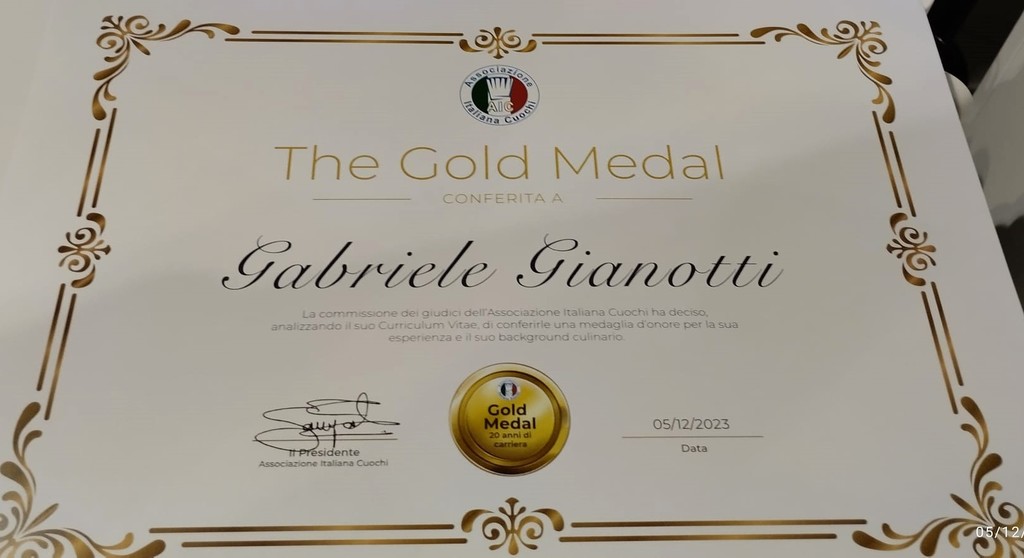 Associazione
AIC
Italiana Cuochi
The Gold Medal
CONFERITA A
Gabriele Gianotti
La commissione dei giudici dell'Associazione Italiana Cuochi ha deciso,
analizzando il suo Curriculum Vitae, di conferirle una medaglia d'onore per la sua
esperienza e il suo background culinario.
Gold
Medal
20 anni di
carriera
Il Presidente
Associazione Italiana Cuochi
05/12/2023
Data
05/12/